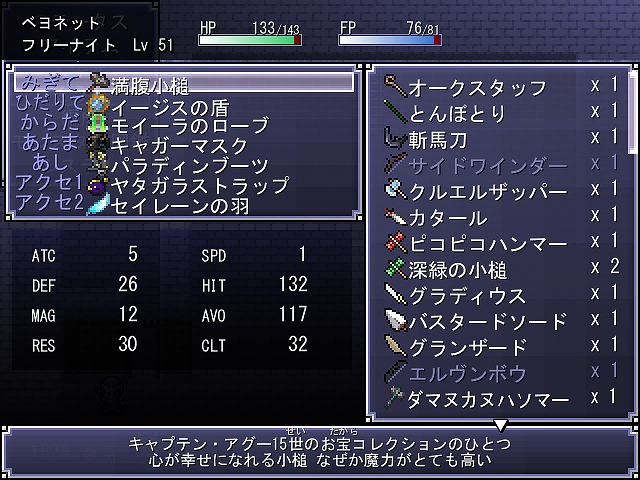 ベヨネット
フリーナイト Lv 51
HP 133/143
FP 76/81
みぎて 満腹小槌
ひだりて イージスの盾
からだ モイーラのローブ
あたま キャガーマスク
あし パラディンブーツ
アクセ1 ヤタガラストラップ
アクセ2 セイレーンの羽
ATC 5 SPD 1
DEF 26 HIT 132
MAG 12 AVO 117
RES 30 CLT 32
オークスタッフ x 1
とんぼとり x 1
斬馬刀 x 1
サイドワインダー x 1
クルエルザッパー x 1
カタール x 1
ピコピコハンマー x 1
深緑の小槌 x 2
グラディウス x 1
バスタードソード x 1
グランザード x 1
エルヴンボウ x 1
ダマヌカヌハソマー x 1
せい たから
キャプテン・アグー15世のお宝コレクションのひとつ
心が幸せになれる小槌 なぜか魔力がとても高い